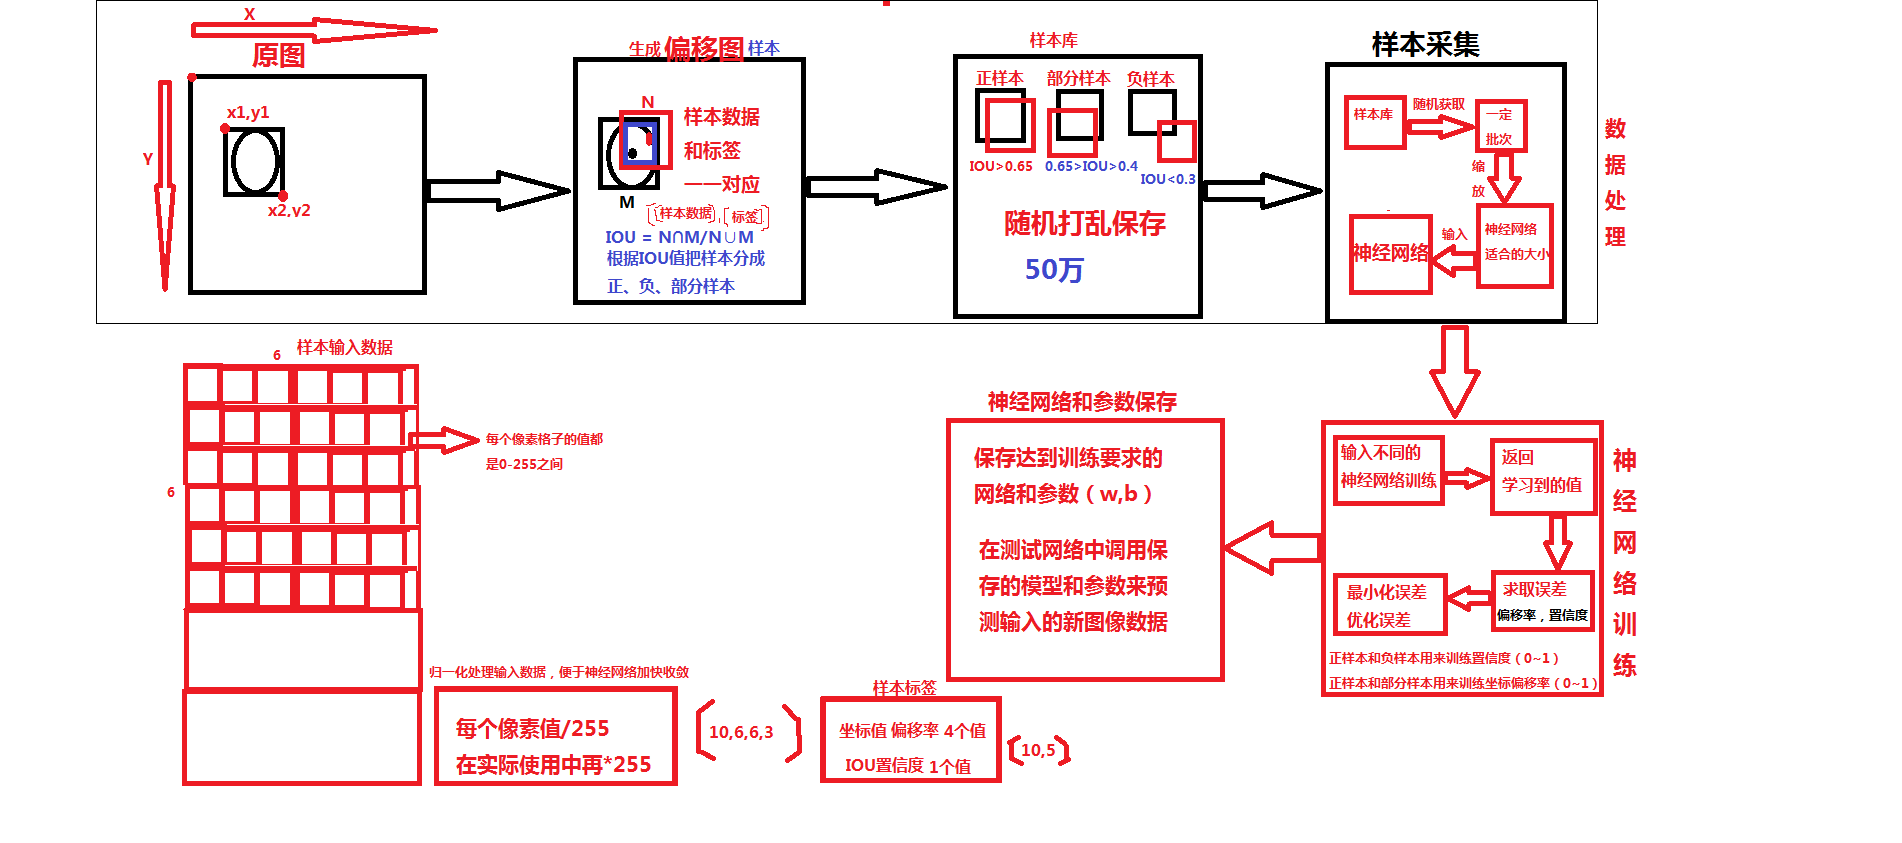 X
原图
Y
x1,y1
x2,y2
生成 偏移图 样本
N
样本数据
和标签
一一对应
M
样本数据 , 标签
IOU = N∩M/N∪M
根据IOU值把样本分成
正、负、部分样本
样本库
正样本 部分样本 负样本
IOU>0.65 0.65>IOU>0.4 IOU<0.3
随机打乱保存
50万
样本采集
样本库
随机获取
一定
批次
缩
放
神经网络
适合的大小
输入
神经网络
数据处理
样本输入数据
6
6
每个像素格子的值都
是0-255之间
归一化处理输入数据，便于神经网络加快收敛
每个像素值/255
在实际使用中再*255
10,6,6,3
样本标签
坐标值 偏移率 4个值
IOU置信度 1个值
10,5
神经网络和参数保存
保存达到训练要求的
网络和参数（w,b）
在测试网络中调用保
存的模型和参数来预
测输入的新图像数据
输入不同的
神经网络训练
返回
学习到的值
求取误差
偏移率，置信度
最小化误差
优化误差
正样本和负样本用来训练置信度（0~1）
正样本和部分样本用来训练坐标偏移率（0~1）
神经网络训练